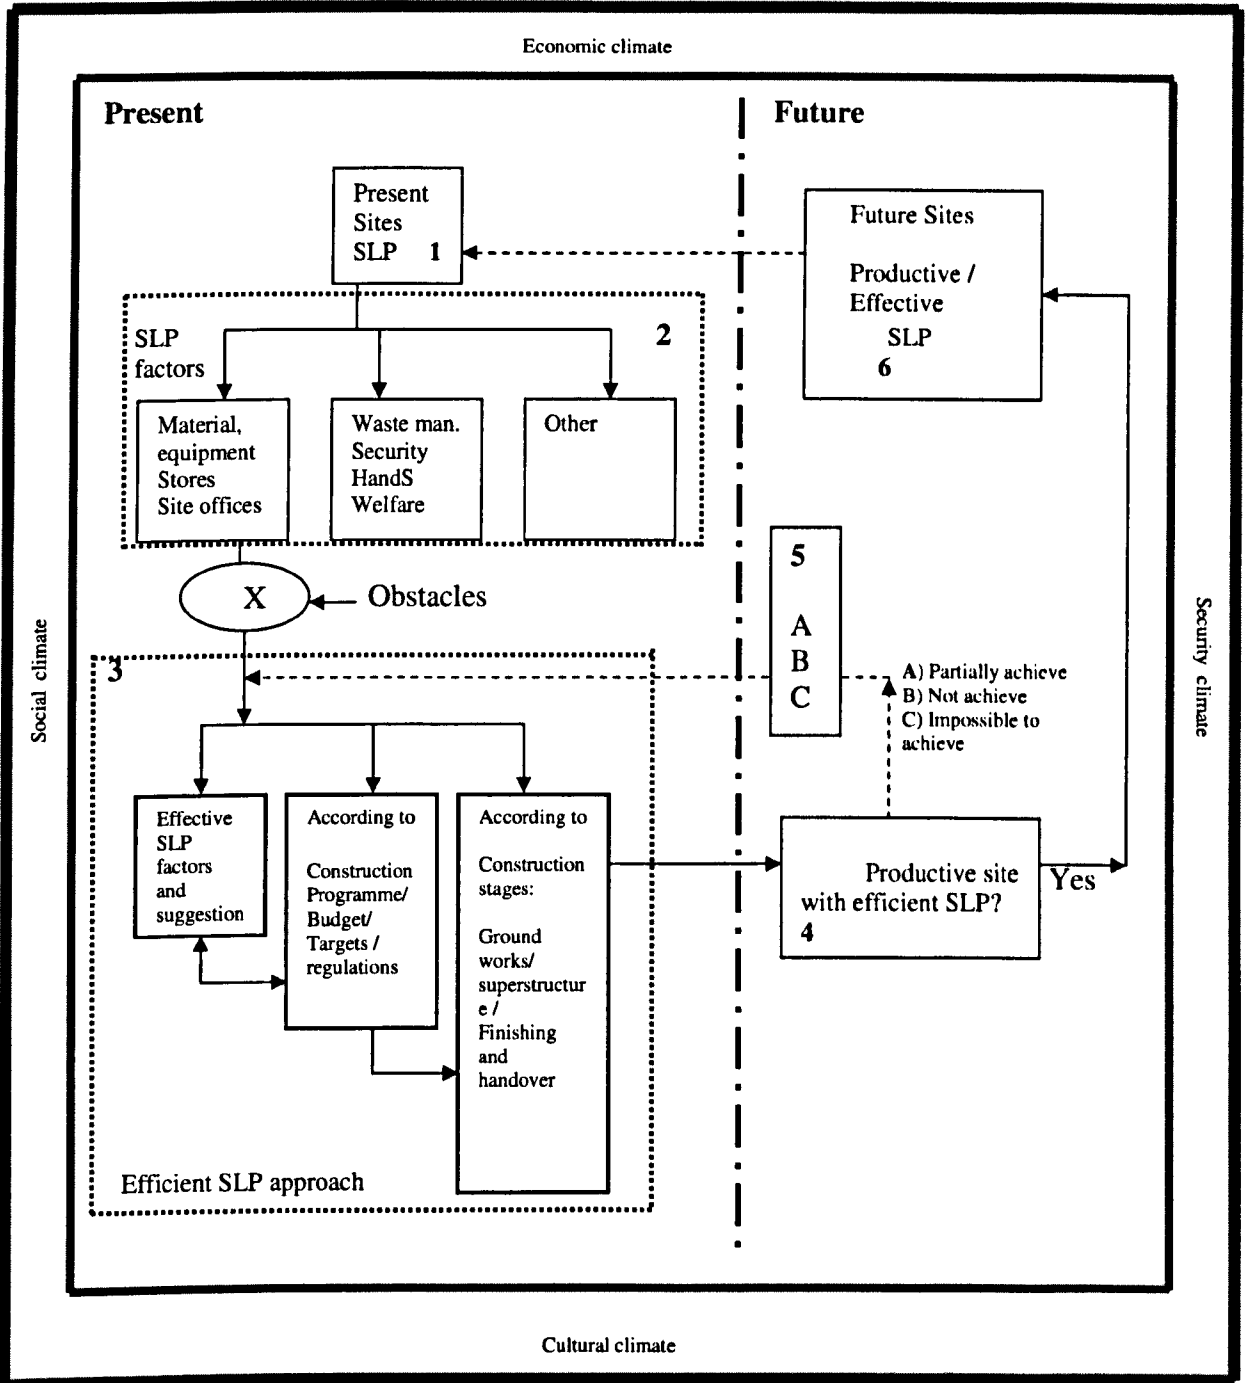 Economic climate
Present
Future
Present
Sites
SLP 1
Future Sites
Productive /
Effective
SLP
6
SLP
factors
2
Material,
equipment
Stores
Site offices
Waste man.
Security
HandS
Welfare
Other
X
Obstacles
Social climate
Security climate
3
5
A
B
C
A) Partially achieve
B) Not achieve
C) Impossible to
achieve
Effective
SLP
factors
and
suggestion
According to
Construction
Programme/
Budget/
Targets /
regulations
According to
Construction
stages:
Ground
works/
superstructur
e /
Finishing
and
handover
Productive site
with efficient SLP?
4
Yes
Efficient SLP approach
Cultural climate